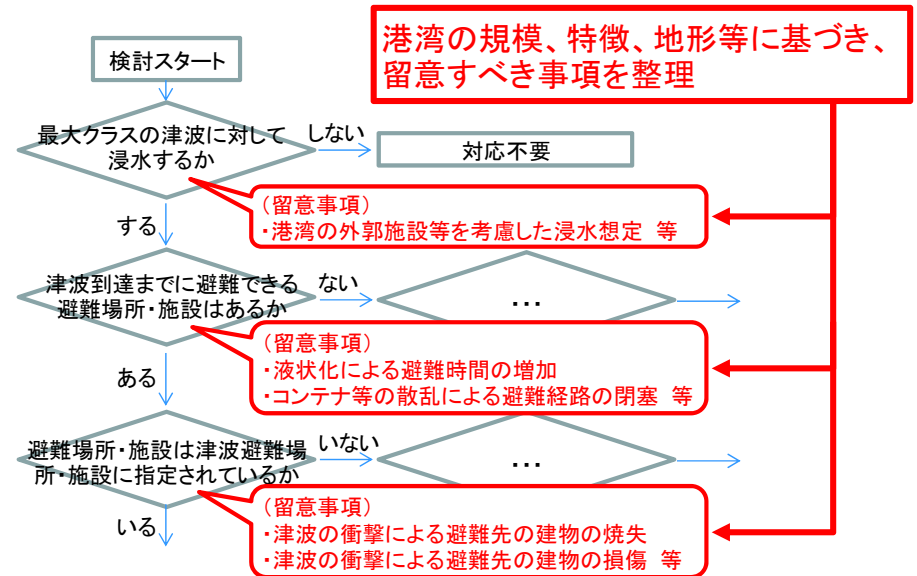 港湾の規模、特徴、地形等に基づき、
留意すべき事項を整理
検討スタート
最大クラスの津波に対して
浸水するか
しない
対応不要
（留意事項）
・港湾の外郭施設等を考慮した浸水想定 等
する
津波到達までに避難できる
避難場所・施設はあるか
ない
…
（留意事項）
・液状化による避難時間の増加
・コンテナ等の散乱による避難経路の閉塞 等
ある
避難場所・施設は津波避難場
所・施設に指定されているか
いない
…
（留意事項）
・津波の衝撃による避難先の建物の焼失
・津波の衝撃による避難先の建物の損傷 等
いる